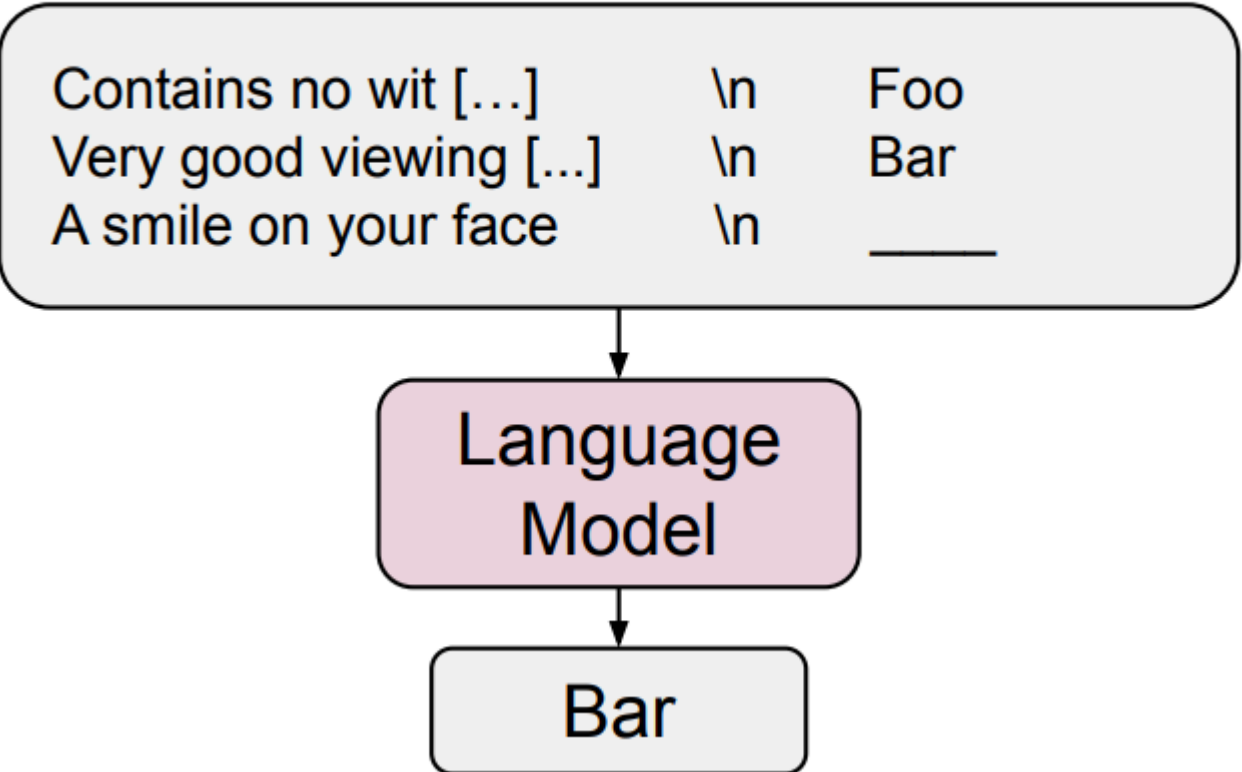 Contains no wit […] \n Foo
Very good viewing [...] \n Bar
A smile on your face \n ____
Language
Model
Bar